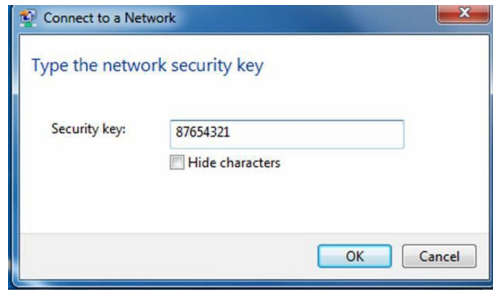 Connect to a Network
Type the network security key
Security key: 87654321
Hide characters
OK Cancel